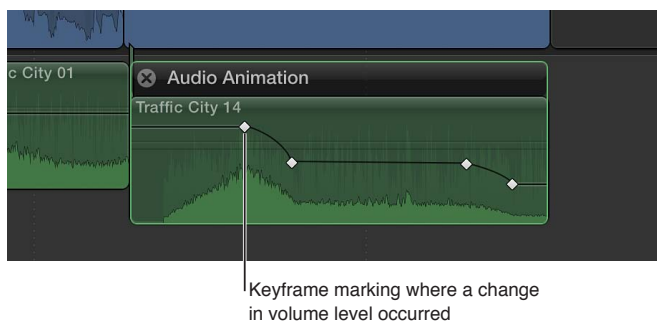 c City 01
Audio Animation
Traffic City 14
Keyframe marking where a change
in volume level occurred